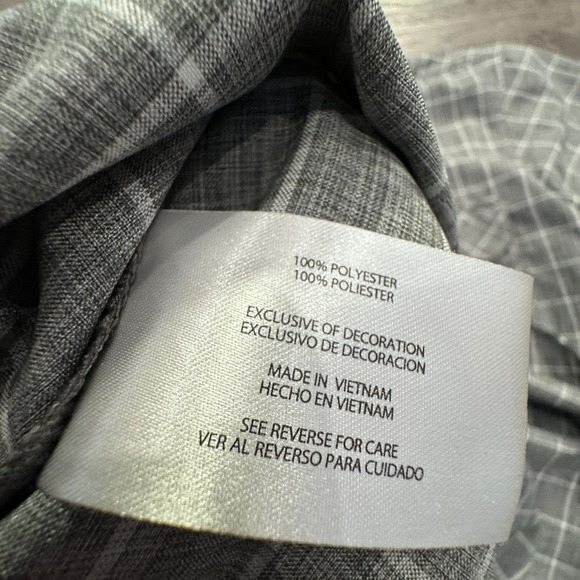 100% POLYESTER
100% POLIESTER
EXCLUSIVE OF DECORATION
EXCLUSIVO DE DECORACION
MADE IN VIETNAM
HECHO EN VIETNAM
SEE REVERSE FOR CARE
VER AL REVERSO PARA CUIDADO